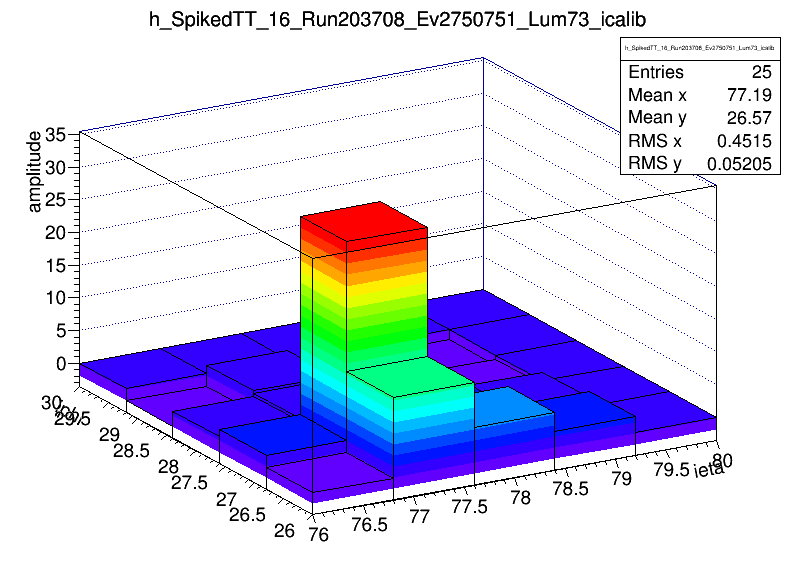 h_SpikedTT_16_Run203708_Ev2750751_Lum73_icalib
h_SpikedTT_16_Run203708_Ev2750751_Lum73_icalib
Entries 25
Mean x 77.19
Mean y 26.57
RMS x 0.4515
RMS y 0.05205
amplitude
35
30
25
20
15
10
5
0
30
29.5
29
28.5
28
27.5
27
26.5
26
76
76.5
77
77.5
78
78.5
79
79.5
80
ieta